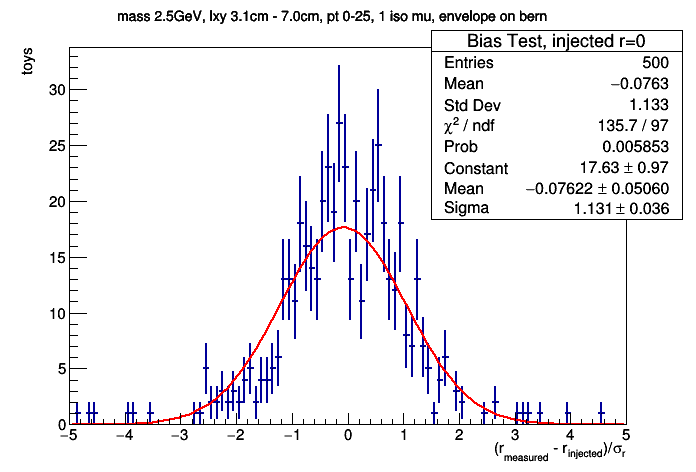 mass 2.5GeV, lxy 3.1cm - 7.0cm, pt 0-25, 1 iso mu, envelope on bern
Bias Test, injected r=0
Entries 500
Mean −0.0763
Std Dev 1.133
χ² / ndf 135.7 / 97
Prob 0.005853
Constant 17.63 ± 0.97
Mean −0.07622 ± 0.05060
Sigma 1.131 ± 0.036
toys
30
25
20
15
10
5
0
−5 −4 −3 −2 −1 0 1 2 3 4 5
(r_measured - r_injected)/σ_r